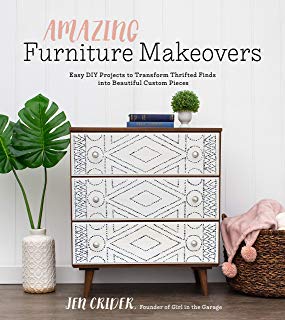 AMAZING
Furniture Makeovers
Easy DIY Projects to Transform Thrifted Finds
into Beautiful Custom Pieces
JEN CRIDER, Founder of Girl in the Garage